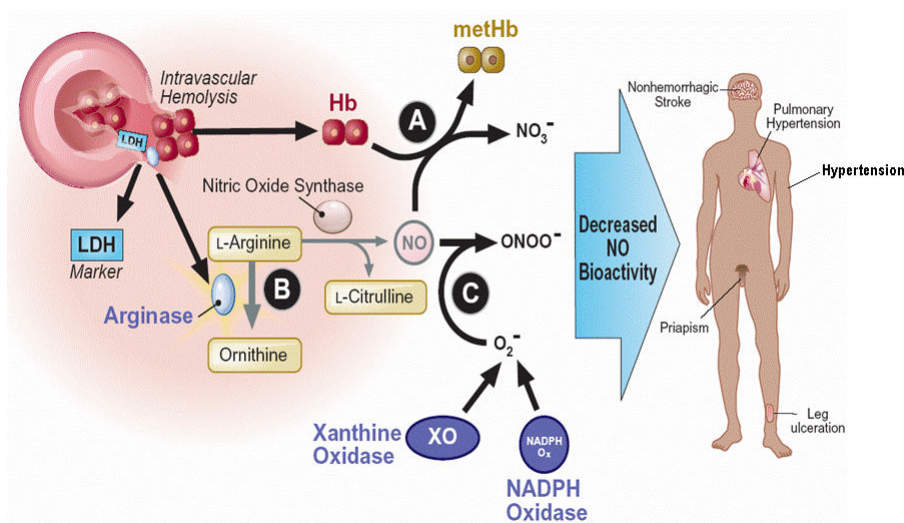 metHb
Intravascular
Hemolysis
Hb
A
NO3-
LDH
Nitric Oxide Synthase
LDH
Marker
L-Arginine
NO
ONOO-
B
L-Citrulline
C
Arginase
Ornithine
O2-
Xanthine
Oxidase
XO
NADPH
Ox
NADPH
Oxidase
Decreased
NO
Bioactivity
Nonhemorrhagic
Stroke
Pulmonary
Hypertension
Hypertension
Priapism
Leg
ulceration